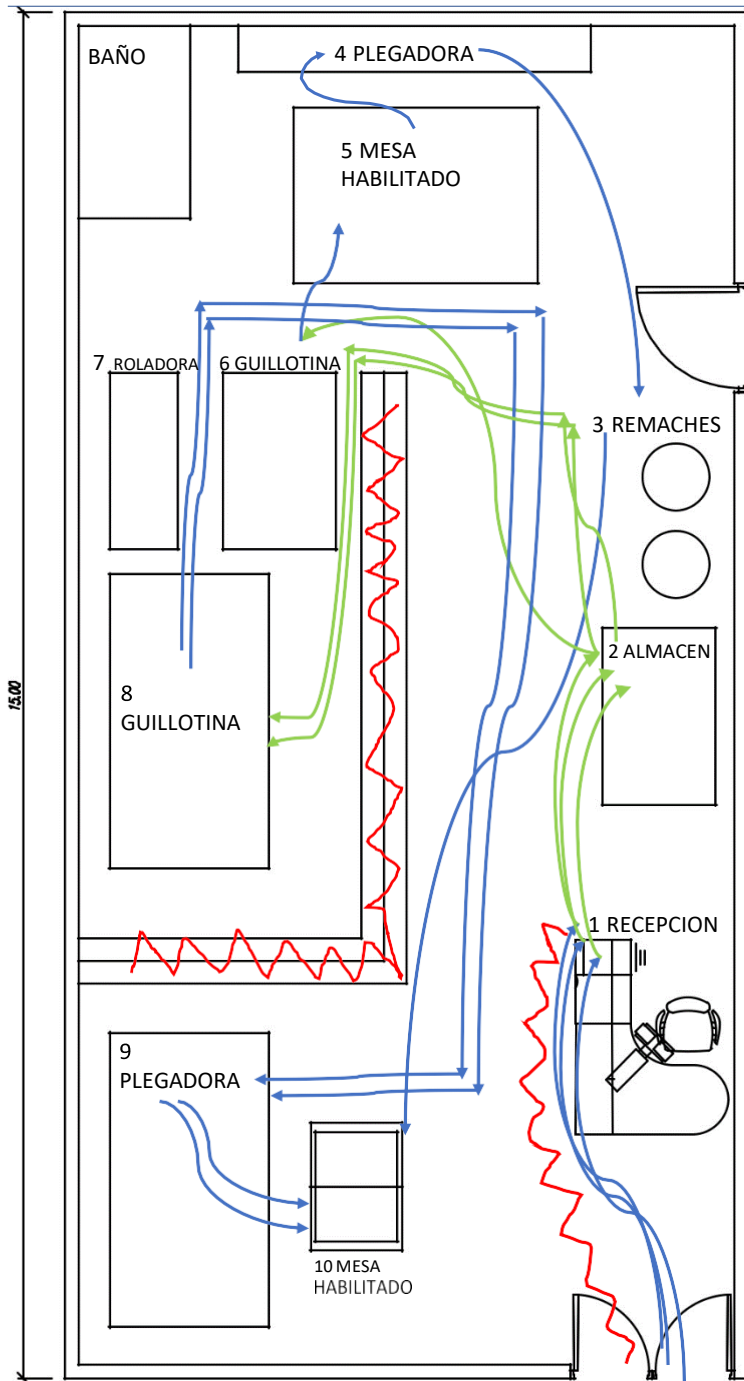 BAÑO
4 PLEGADORA
5 MESA
HABILITADO
7 ROLADORA
6 GUILLOTINA
3 REMACHES
2 ALMACEN
8
GUILLOTINA
15.00
1 RECEPCION
9
PLEGADORA
10 MESA
HABILITADO